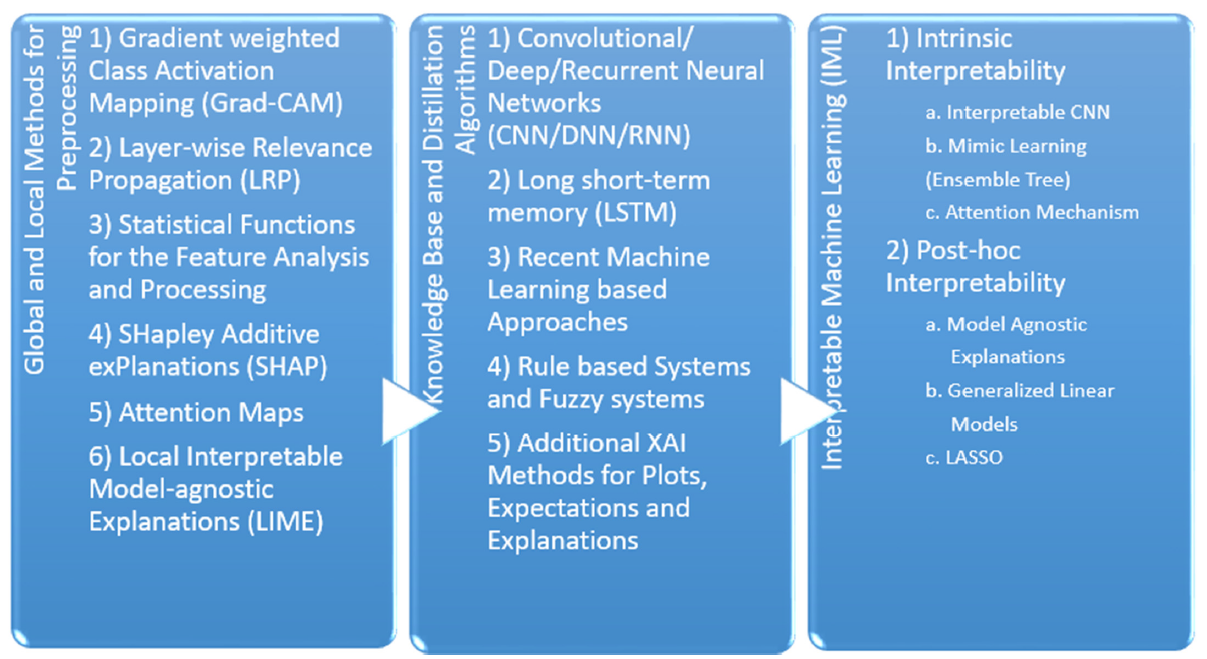 Global and Local Methods for
Preprocessing
1) Gradient weighted
Class Activation
Mapping (Grad-CAM)
2) Layer-wise Relevance
Propagation (LRP)
3) Statistical Functions
for the Feature Analysis
and Processing
4) SHapley Additive
exPlanations (SHAP)
5) Attention Maps
6) Local Interpretable
Model-agnostic
Explanations (LIME)
Knowledge Base and Distillation
Algorithms
1) Convolutional/
Deep/Recurrent Neural
Networks
(CNN/DNN/RNN)
2) Long short-term
memory (LSTM)
3) Recent Machine
Learning based
Approaches
4) Rule based Systems
and Fuzzy systems
5) Additional XAI
Methods for Plots,
Expectations and
Explanations
Interpretable Machine Learning (IML)
1) Intrinsic
Interpretability
a. Interpretable CNN
b. Mimic Learning
(Ensemble Tree)
c. Attention Mechanism
2) Post-hoc
Interpretability
a. Model Agnostic
Explanations
b. Generalized Linear
Models
c. LASSO